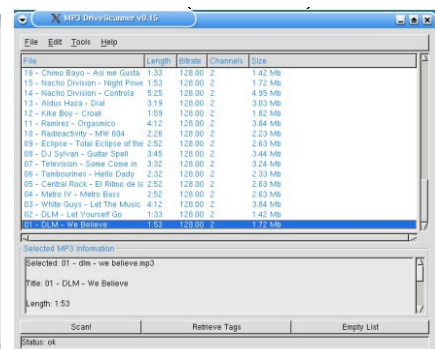 MP3 DriveScanner v0.15
File Edit Tools Help
File Length Bitrate Channels Size
16 - Chimo Bayo - Asi me Gusta 1:33 128.00 2 1.42 Mb
15 - Nacho Division - Night Powe 1:53 128.00 2 1.72 Mb
14 - Nacho Division - Controla 5:25 128.00 2 4.95 Mb
13 - Aldus Haza - Dial 3:19 128.00 2 3.03 Mb
12 - Kike Boy - Croak 1:59 128.00 2 1.82 Mb
11 - Ramirez - Orgasmico 4:12 128.00 2 3.84 Mb
10 - Radioactivity - MW 604 2:26 128.00 2 2.23 Mb
09 - Eclipse - Total Eclipse of the 2:52 128.00 2 2.63 Mb
08 - DJ Sylvan - Guitar Spell 3:45 128.00 2 3.44 Mb
07 - Television - Some Come in 3:32 128.00 2 3.24 Mb
06 - Tambourines - Hello Dady 2:32 128.00 2 2.33 Mb
05 - Central Rock - El Ritmo de la 2:52 128.00 2 2.63 Mb
04 - Metro IV - Metro Bass 2:52 128.00 2 2.63 Mb
03 - White Guys - Let The Music 4:12 128.00 2 3.84 Mb
02 - DLM - Let Yourself Go 1:33 128.00 2 1.42 Mb
01 - DLM - We Believe 1:53 128.00 2 1.72 Mb
Selected MP3 Information
Selected: 01 - dlm - we believe.mp3
Title: 01 - DLM - We Believe
Length: 1:53
Scan! Retrieve Tags Empty List
Status: ok